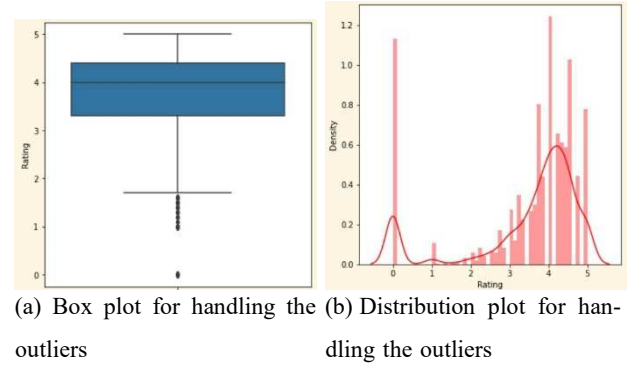 5
4
3
2
1
0
Rating
1.2
1.0
0.8
0.6
0.4
0.2
0.0
Density
0 1 2 3 4 5
Rating
(a) Box plot for handling the
outliers
(b) Distribution plot for han-
dling the outliers